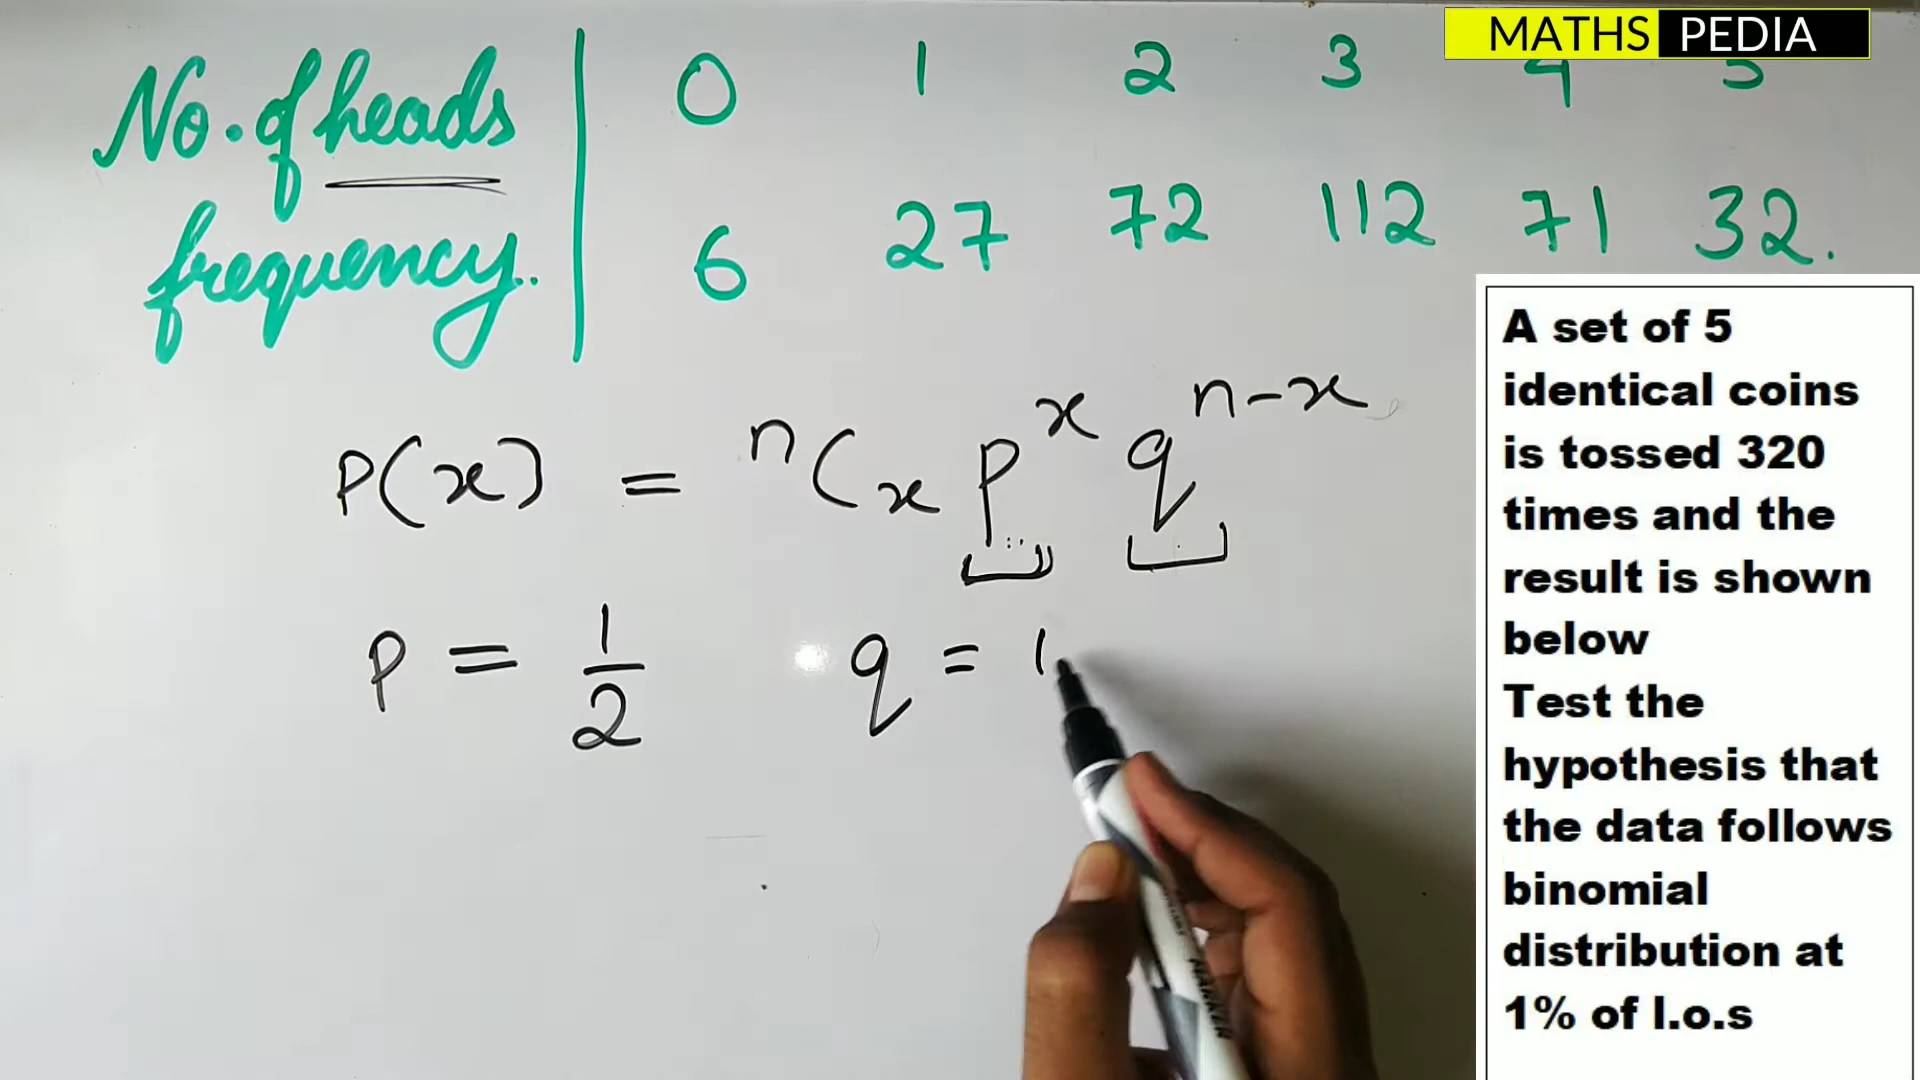 MATHS PEDIA
No. of heads 0 1 2 3 4 5
frequency. 6 27 72 112 71 32.
P(x) = nCx p^x q^n-x
p = 1/2 q = 1
A set of 5
identical coins
is tossed 320
times and the
result is shown
below
Test the
hypothesis that
the data follows
binomial
distribution at
1% of l.o.s